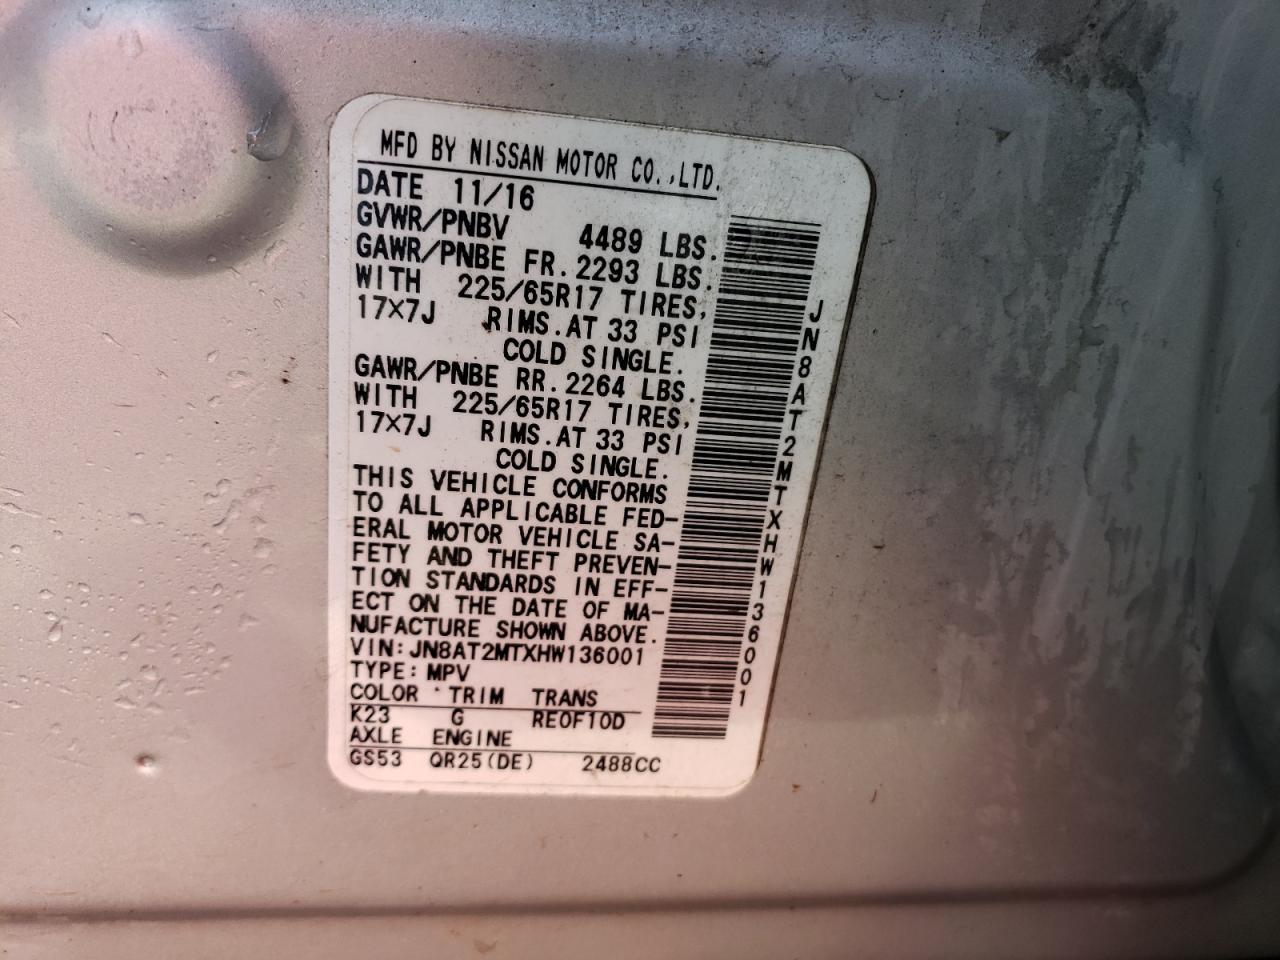 MFD BY NISSAN MOTOR CO.,LTD.
DATE 11/16
GVWR/PNBV 4489 LBS.
GAWR/PNBE FR.2293 LBS.
WITH 225/65R17 TIRES,
17X7J RIMS.AT 33 PSI
COLD SINGLE.
GAWR/PNBE RR.2264 LBS.
WITH 225/65R17 TIRES,
17X7J RIMS.AT 33 PSI
COLD SINGLE.
THIS VEHICLE CONFORMS
TO ALL APPLICABLE FED-
ERAL MOTOR VEHICLE SA-
FETY AND THEFT PREVEN-
TION STANDARDS IN EFF-
ECT ON THE DATE OF MA-
NUFACTURE SHOWN ABOVE.
VIN:JN8AT2MTXHW136001
TYPE:MPV
COLOR TRIM TRANS
K23 G RE0F10D
AXLE ENGINE
GS53 QR25(DE) 2488CC
JN8AT2MTXHW136001